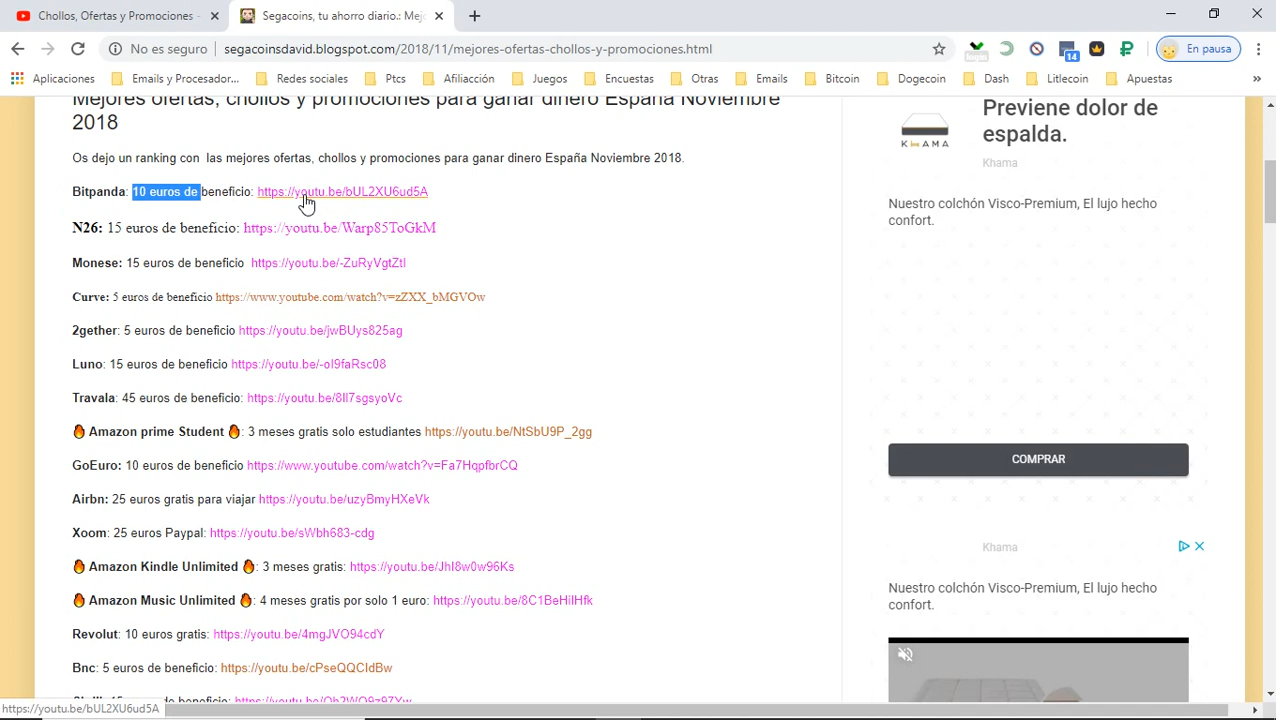 Chollos, Ofertas y Promociones -
Segacoins, tu ahorro diario.: Mejo
No es seguro
segacoinsdavid.blogspot.com/2018/11/mejores-ofertas-chollos-y-promociones.html
14
En pausa
Aplicaciones
Emails y Procesador...
Redes sociales
Ptcs
Afiliacción
Juegos
Encuestas
Otras
Emails
Bitcoin
Dogecoin
Dash
Litlecoin
Apuestas
»
Mejores ofertas, chollos y promociones para ganar dinero España Noviembre
2018
Os dejo un ranking con las mejores ofertas, chollos y promociones para ganar dinero España Noviembre 2018.
Bitpanda: 10 euros de beneficio: https://youtu.be/bUL2XU6ud5A
N26: 15 euros de beneficio: https://youtu.be/Warp85ToGkM
Monese: 15 euros de beneficio https://youtu.be/-ZuRyVgtZtI
Curve: 5 euros de beneficio https://www.youtube.com/watch?v=zZXX_bMGVOw
2gether: 5 euros de beneficio https://youtu.be/jwBUys825ag
Luno: 15 euros de beneficio https://youtu.be/-oI9faRsc08
Travala: 45 euros de beneficio: https://youtu.be/8Il7sgsyoVc
🔥 Amazon prime Student 🔥: 3 meses gratis solo estudiantes https://youtu.be/NtSbU9P_2gg
GoEuro: 10 euros de beneficio https://www.youtube.com/watch?v=Fa7HqpfbrCQ
Airbn: 25 euros gratis para viajar https://youtu.be/uzyBmyHXeVk
Xoom: 25 euros Paypal: https://youtu.be/sWbh683-cdg
🔥 Amazon Kindle Unlimited 🔥: 3 meses gratis: https://youtu.be/JhI8w0w96Ks
🔥 Amazon Music Unlimited 🔥: 4 meses gratis por solo 1 euro: https://youtu.be/8C1BeHiIHfk
Revolut: 10 euros gratis: https://youtu.be/4mgJVO94cdY
Bnc: 5 euros de beneficio: https://youtu.be/cPseQQCIdBw
de beneficio:
https://youtu.be/bUL2XU6ud5A
KHAMA
Previene dolor de
espalda.
Khama
Nuestro colchón Visco-Premium, El lujo hecho
confort.
COMPRAR
Khama
Nuestro colchón Visco-Premium, El lujo hecho
confort.